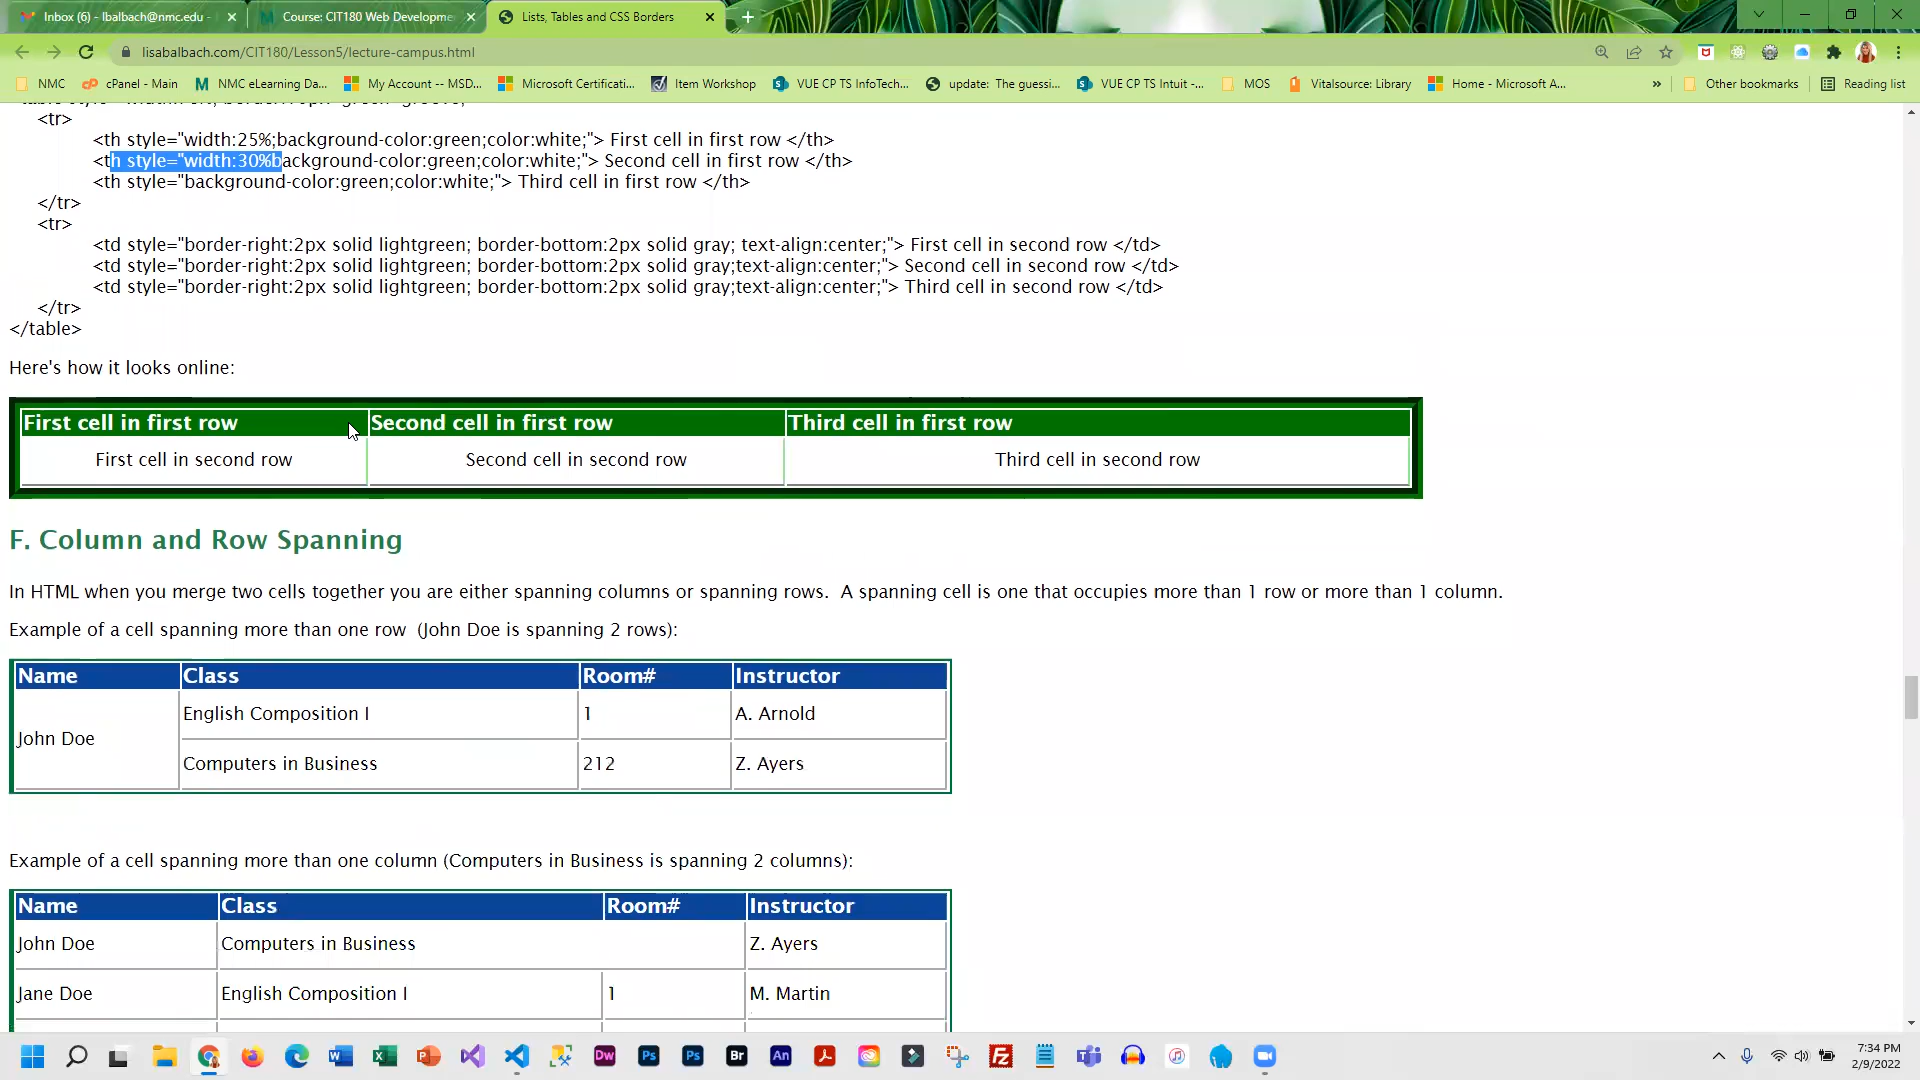 Inbox (6) - lbalbach@nmc.edu -
Course: CIT180 Web Developme
Lists, Tables and CSS Borders
lisabalbach.com/CIT180/Lesson5/lecture-campus.html
NMC
cPanel - Main
NMC eLearning Da...
My Account -- MSD...
Microsoft Certificati...
Item Workshop
VUE CP TS InfoTech...
update: The guessi...
VUE CP TS Intuit -...
MOS
Vitalsource: Library
Home - Microsoft A...
»
Other bookmarks
Reading list
<tr>
<th style="width:25%;background-color:green;color:white;"> First cell in first row </th>
<th style="width:30%background-color:green;color:white;"> Second cell in first row </th>
<th style="background-color:green;color:white;"> Third cell in first row </th>
</tr>
<tr>
<td style="border-right:2px solid lightgreen; border-bottom:2px solid gray; text-align:center;"> First cell in second row </td>
<td style="border-right:2px solid lightgreen; border-bottom:2px solid gray;text-align:center;"> Second cell in second row </td>
<td style="border-right:2px solid lightgreen; border-bottom:2px solid gray;text-align:center;"> Third cell in second row </td>
</tr>
</table>
Here's how it looks online:
First cell in first row Second cell in first row Third cell in first row
First cell in second row Second cell in second row Third cell in second row
F. Column and Row Spanning
In HTML when you merge two cells together you are either spanning columns or spanning rows.  A spanning cell is one that occupies more than 1 row or more than 1 column.
Example of a cell spanning more than one row  (John Doe is spanning 2 rows):
Name Class Room# Instructor
English Composition I 1 A. Arnold
John Doe
Computers in Business 212 Z. Ayers
Example of a cell spanning more than one column (Computers in Business is spanning 2 columns):
Name Class Room# Instructor
John Doe Computers in Business Z. Ayers
Jane Doe English Composition I 1 M. Martin
Dw Ps Ps Br An Fz
7:34 PM
2/9/2022